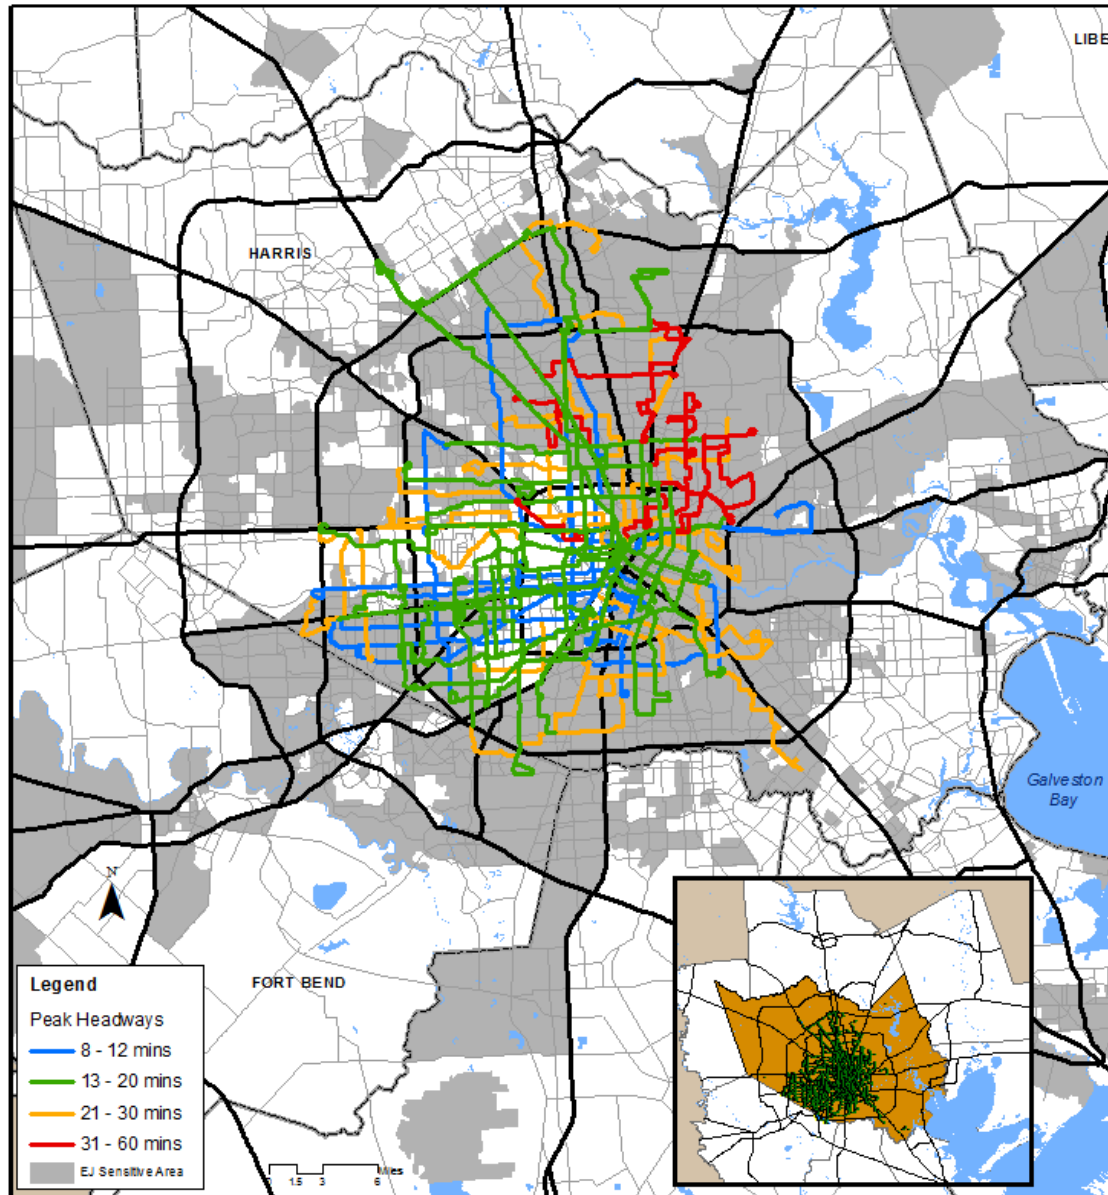 LIBE
HARRIS
Galveston
Bay
N
FORT BEND
Legend
Peak Headways
8 - 12 mins
13 - 20 mins
21 - 30 mins
31 - 60 mins
EJ Sensitive Area
Miles
0 1.5 3 6